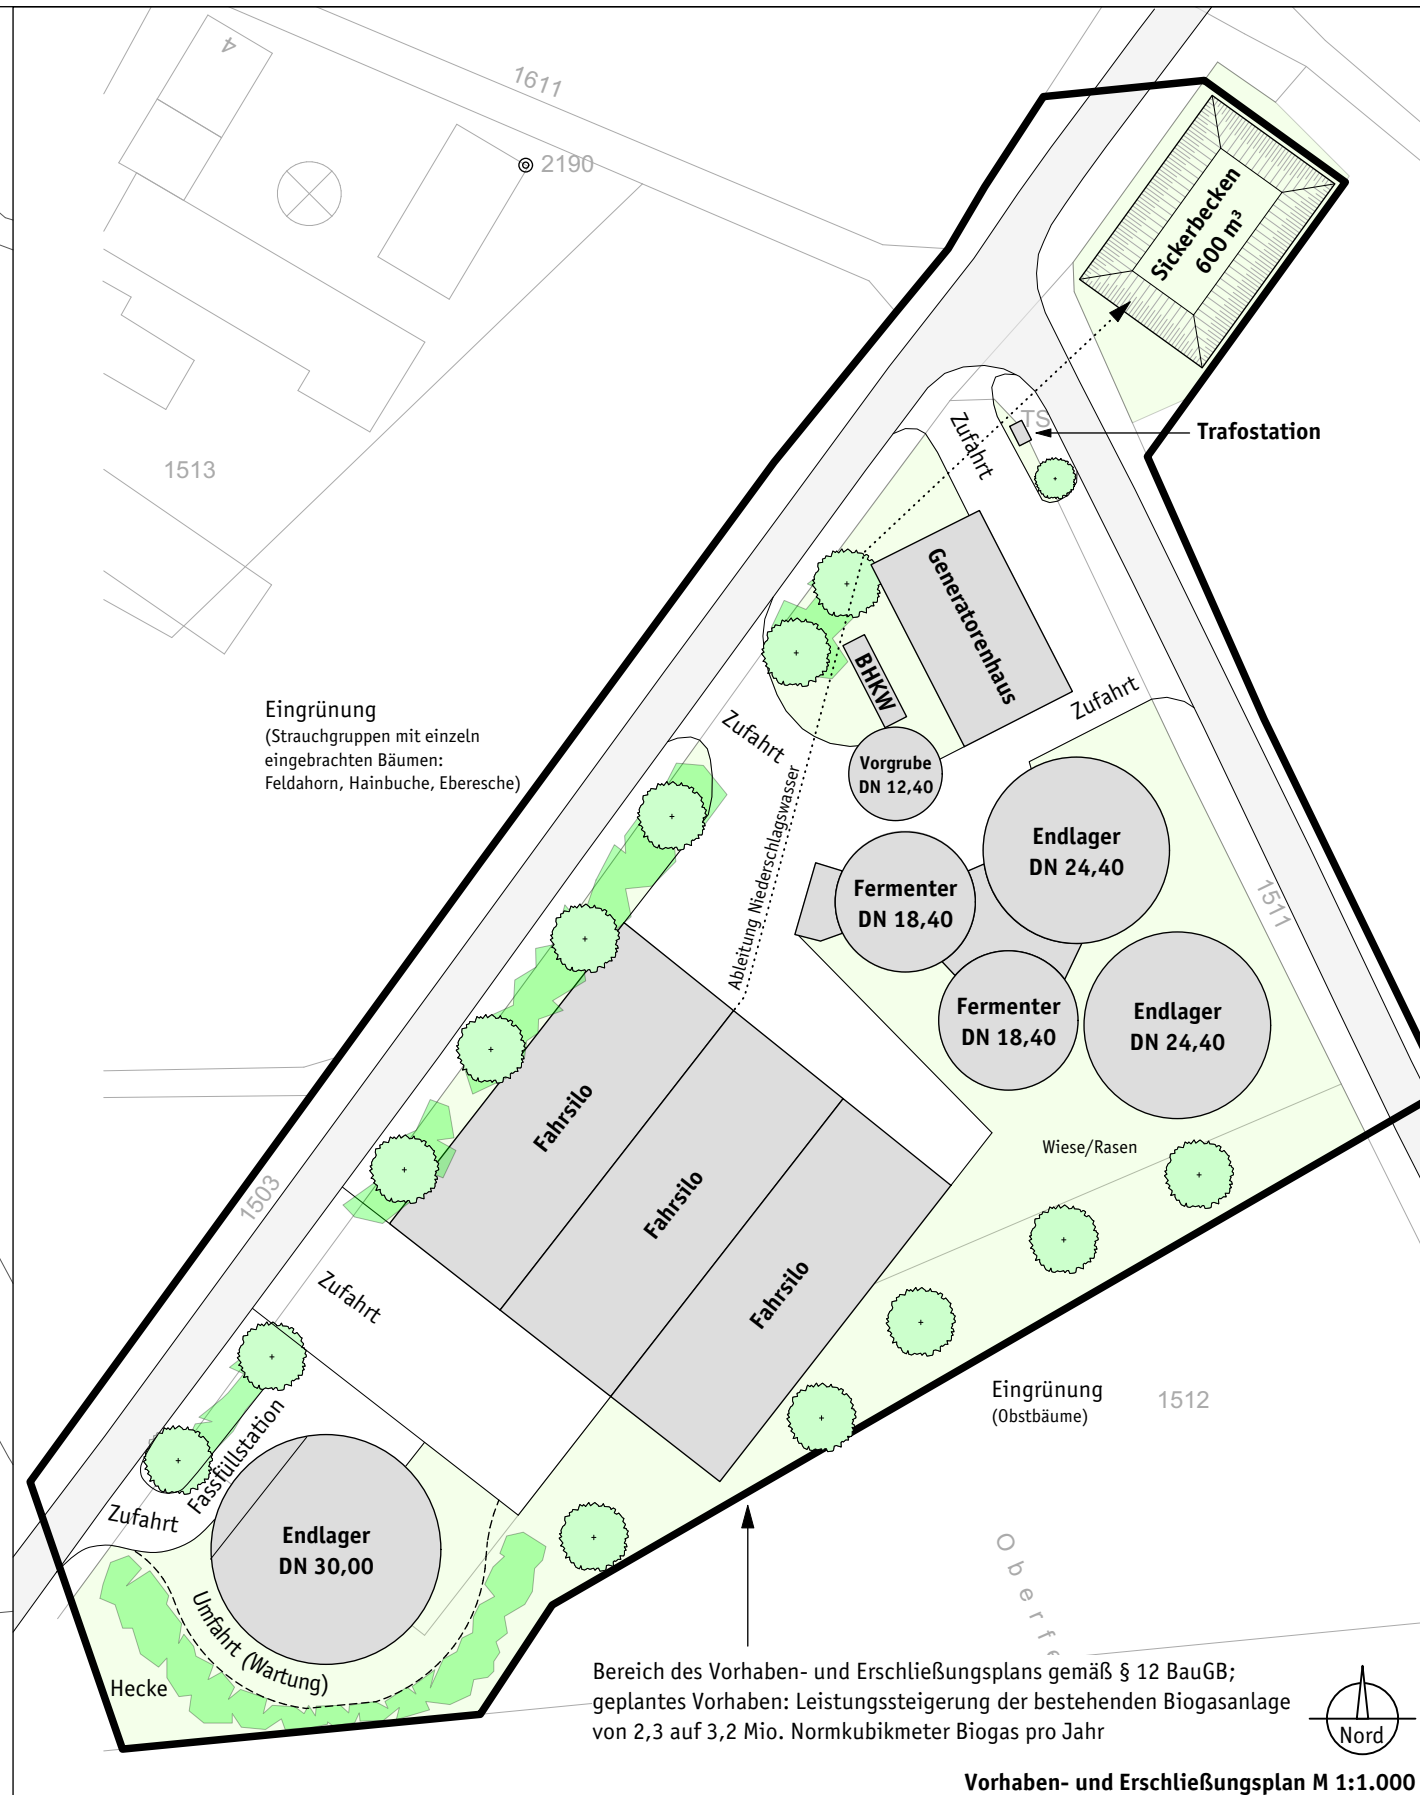 4
1611
2190
Sickerbecken
600 m³
TS
Trafostation
Zufahrt
1513
Generatorenhaus
BHKW
Zufahrt
Eingrünung
(Strauchgruppen mit einzeln
eingebrachten Bäumen:
Feldahorn, Hainbuche, Eberesche)
Zufahrt
Vorgrube
DN 12,40
Ableitung Niederschlagswasser
Endlager
DN 24,40
Fermenter
DN 18,40
1511
Fermenter
DN 18,40
Endlager
DN 24,40
Fahrsilo
Fahrsilo
Fahrsilo
Wiese/Rasen
1503
Zufahrt
Eingrünung
(Obstbäume)
1512
Fassfüllstation
Zufahrt
Endlager
DN 30,00
Umfahrt (Wartung)
Hecke
Oberfe
Bereich des Vorhaben- und Erschließungsplans gemäß § 12 BauGB;
geplantes Vorhaben: Leistungssteigerung der bestehenden Biogasanlage
von 2,3 auf 3,2 Mio. Normkubikmeter Biogas pro Jahr
Nord
Vorhaben- und Erschließungsplan M 1:1.000